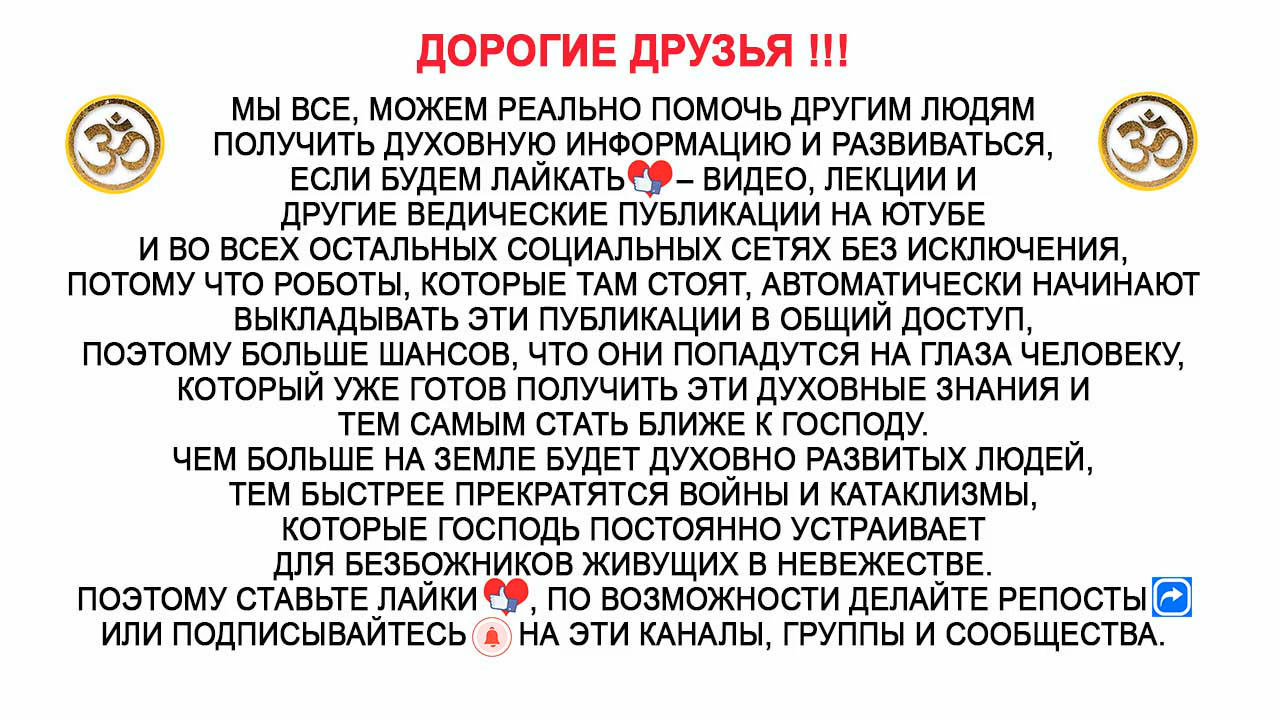 ДОРОГИЕ ДРУЗЬЯ !!!
МЫ ВСЕ, МОЖЕМ РЕАЛЬНО ПОМОЧЬ ДРУГИМ ЛЮДЯМ
ПОЛУЧИТЬ ДУХОВНУЮ ИНФОРМАЦИЮ И РАЗВИВАТЬСЯ,
ЕСЛИ БУДЕМ ЛАЙКАТЬ – ВИДЕО, ЛЕКЦИИ И
ДРУГИЕ ВЕДИЧЕСКИЕ ПУБЛИКАЦИИ НА ЮТУБЕ
И ВО ВСЕХ ОСТАЛЬНЫХ СОЦИАЛЬНЫХ СЕТЯХ БЕЗ ИСКЛЮЧЕНИЯ,
ПОТОМУ ЧТО РОБОТЫ, КОТОРЫЕ ТАМ СТОЯТ, АВТОМАТИЧЕСКИ НАЧИНАЮТ
ВЫКЛАДЫВАТЬ ЭТИ ПУБЛИКАЦИИ В ОБЩИЙ ДОСТУП,
ПОЭТОМУ БОЛЬШЕ ШАНСОВ, ЧТО ОНИ ПОПАДУТСЯ НА ГЛАЗА ЧЕЛОВЕКУ,
КОТОРЫЙ УЖЕ ГОТОВ ПОЛУЧИТЬ ЭТИ ДУХОВНЫЕ ЗНАНИЯ И
ТЕМ САМЫМ СТАТЬ БЛИЖЕ К ГОСПОДУ.
ЧЕМ БОЛЬШЕ НА ЗЕМЛЕ БУДЕТ ДУХОВНО РАЗВИТЫХ ЛЮДЕЙ,
ТЕМ БЫСТРЕЕ ПРЕКРАТЯТСЯ ВОЙНЫ И КАТАКЛИЗМЫ,
КОТОРЫЕ ГОСПОДЬ ПОСТОЯННО УСТРАИВАЕТ
ДЛЯ БЕЗБОЖНИКОВ ЖИВУЩИХ В НЕВЕЖЕСТВЕ.
ПОЭТОМУ СТАВЬТЕ ЛАЙКИ , ПО ВОЗМОЖНОСТИ ДЕЛАЙТЕ РЕПОСТЫ
ИЛИ ПОДПИСЫВАЙТЕСЬ НА ЭТИ КАНАЛЫ, ГРУППЫ И СООБЩЕСТВА.
ॐ
ॐ